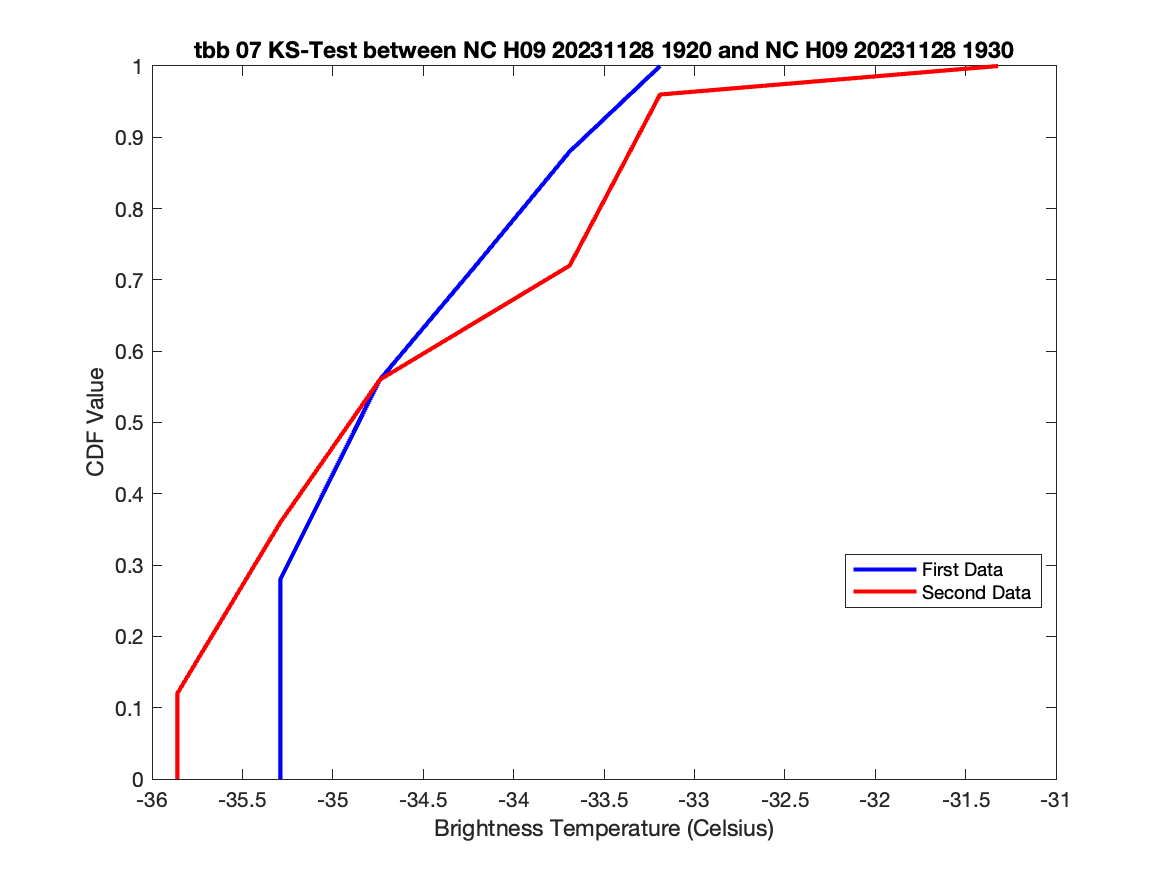 tbb 07 KS-Test between NC H09 20231128 1920 and NC H09 20231128 1930
1
0.9
0.8
0.7
0.6
0.5
0.4
0.3
0.2
0.1
0
CDF Value
First Data
Second Data
-36 -35.5 -35 -34.5 -34 -33.5 -33 -32.5 -32 -31.5 -31
Brightness Temperature (Celsius)